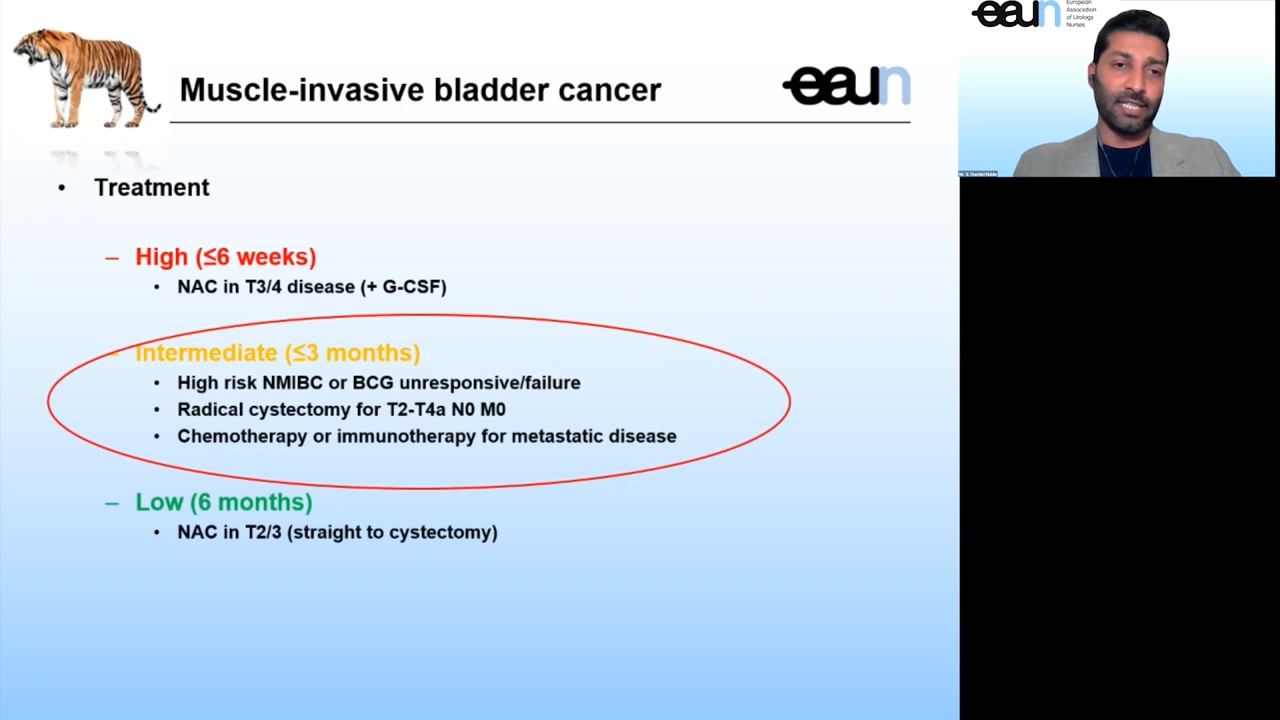 Muscle-invasive bladder cancer
eaun
• Treatment
– High (≤6 weeks)
• NAC in T3/4 disease (+ G-CSF)
– Intermediate (≤3 months)
• High risk NMIBC or BCG unresponsive/failure
• Radical cystectomy for T2-T4a N0 M0
• Chemotherapy or immunotherapy for metastatic disease
– Low (6 months)
• NAC in T2/3 (straight to cystectomy)
eaun
European
Association
of Urology
Nurses